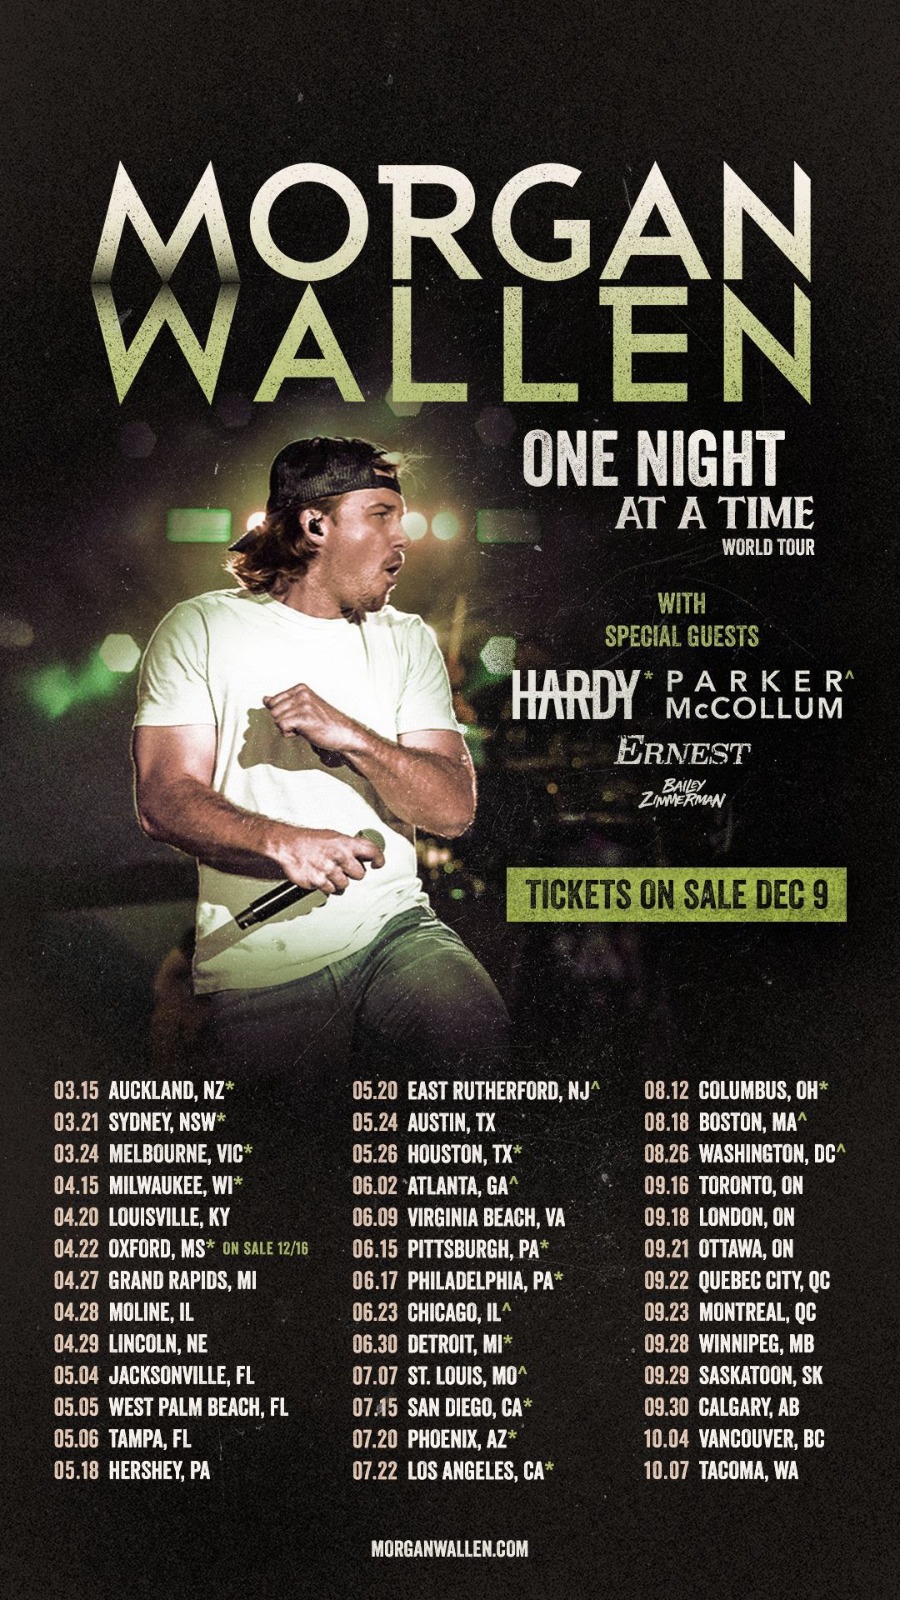 MORGAN
WALLEN
ONE NIGHT
AT A TIME
WORLD TOUR
WITH
SPECIAL GUESTS
HARDY* PARKER^
McCOLLUM
ERNEST
BAILEY
ZIMMERMAN
TICKETS ON SALE DEC 9
03.15 AUCKLAND, NZ*
03.21 SYDNEY, NSW*
03.24 MELBOURNE, VIC*
04.15 MILWAUKEE, WI*
04.20 LOUISVILLE, KY
04.22 OXFORD, MS* ON SALE 12/16
04.27 GRAND RAPIDS, MI
04.28 MOLINE, IL
04.29 LINCOLN, NE
05.04 JACKSONVILLE, FL
05.05 WEST PALM BEACH, FL
05.06 TAMPA, FL
05.18 HERSHEY, PA
05.20 EAST RUTHERFORD, NJ^
05.24 AUSTIN, TX
05.26 HOUSTON, TX*
06.02 ATLANTA, GA^
06.09 VIRGINIA BEACH, VA
06.15 PITTSBURGH, PA*
06.17 PHILADELPHIA, PA*
06.23 CHICAGO, IL^
06.30 DETROIT, MI*
07.07 ST. LOUIS, MO^
07.15 SAN DIEGO, CA*
07.20 PHOENIX, AZ*
07.22 LOS ANGELES, CA*
08.12 COLUMBUS, OH*
08.18 BOSTON, MA^
08.26 WASHINGTON, DC^
09.16 TORONTO, ON
09.18 LONDON, ON
09.21 OTTAWA, ON
09.22 QUEBEC CITY, QC
09.23 MONTREAL, QC
09.28 WINNIPEG, MB
09.29 SASKATOON, SK
09.30 CALGARY, AB
10.04 VANCOUVER, BC
10.07 TACOMA, WA
MORGANWALLEN.COM